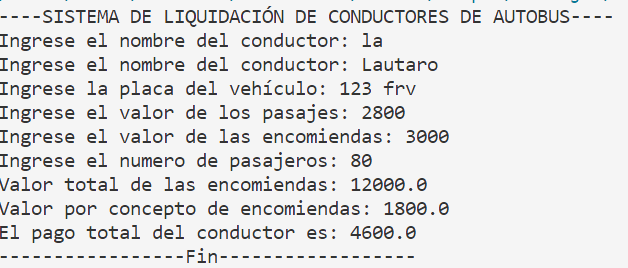 ----SISTEMA DE LIQUIDACIÓN DE CONDUCTORES DE AUTOBUS----
Ingrese el nombre del conductor: la
Ingrese el nombre del conductor: Lautaro
Ingrese la placa del vehículo: 123 frv
Ingrese el valor de los pasajes: 2800
Ingrese el valor de las encomiendas: 3000
Ingrese el numero de pasajeros: 80
Valor total de las encomiendas: 12000.0
Valor por concepto de encomiendas: 1800.0
El pago total del conductor es: 4600.0
-----------------Fin------------------